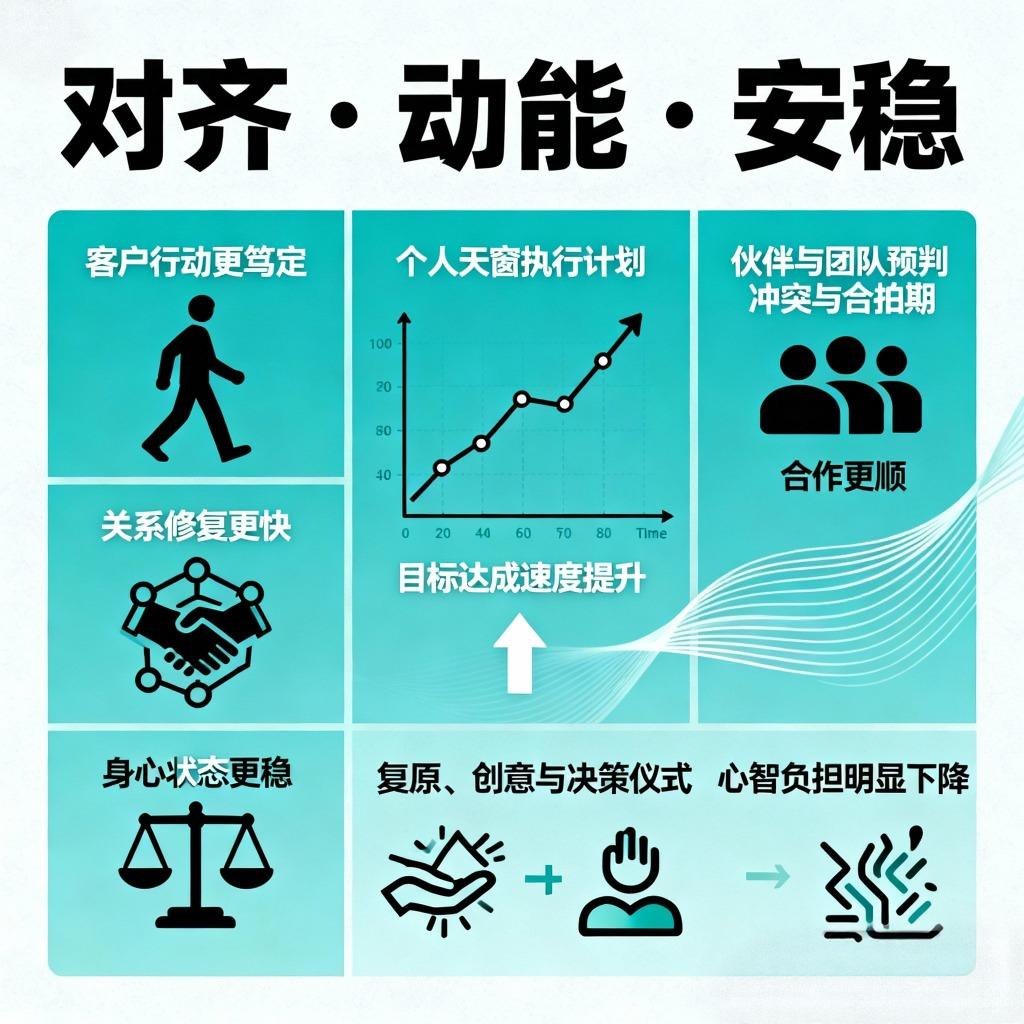 对齐·动能·安稳
客户行动更笃定
个人天窗执行计划
100
20
80
40
0 20 44 60 70 80 Time
目标达成速度提升
伙伴与团队预判
冲突与合拍期
合作更顺
关系修复更快
身心状态更稳
复原、创意与决策仪式
心智负担明显下降